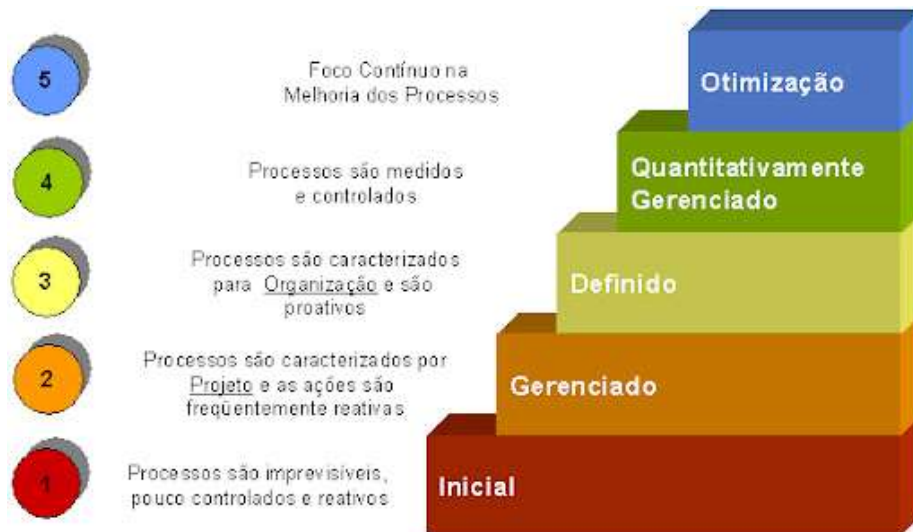 5
Foco Contínuo na
Melhoria dos Processos
Otimização
4
Processos são medidos
e controlados
Quantitativamente
Gerenciado
3
Processos são caracterizados
para Organização e são
proativos
Definido
2
Processos são caracterizados por
Projeto e as ações são
freqüentemente reativas
Gerenciado
1
Processos são imprevisíveis,
pouco controlados e reativos
Inicial